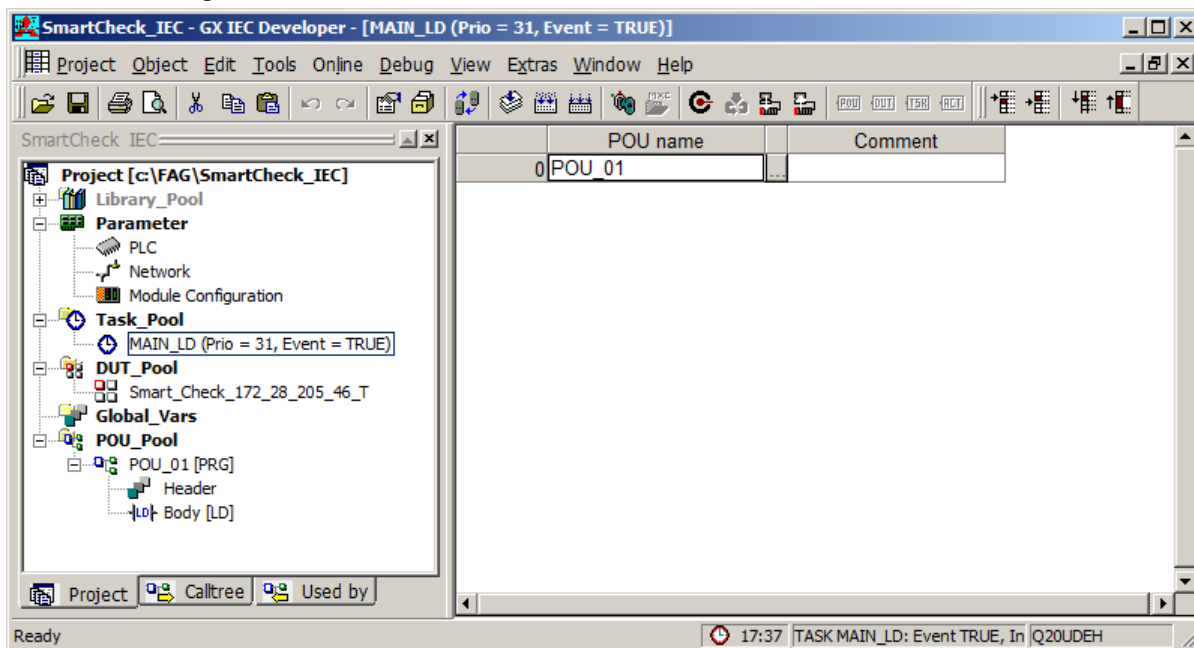 SmartCheck_IEC - GX IEC Developer - [MAIN_LD (Prio = 31, Event = TRUE)]
Project Object Edit Tools Online Debug View Extras Window Help
MXC POU DUT TSK ACT
SmartCheck IEC
Project [c:\FAG\SmartCheck_IEC]
Library_Pool
Parameter
PLC
Network
Module Configuration
Task_Pool
MAIN_LD (Prio = 31, Event = TRUE)
DUT_Pool
Smart_Check_172_28_205_46_T
Global_Vars
POU_Pool
POU_01 [PRG]
Header
LD Body [LD]
Project Calltree Used by
POU name Comment
0 POU_01 ...
Ready 17:37 TASK MAIN_LD: Event TRUE, In Q20UDEH